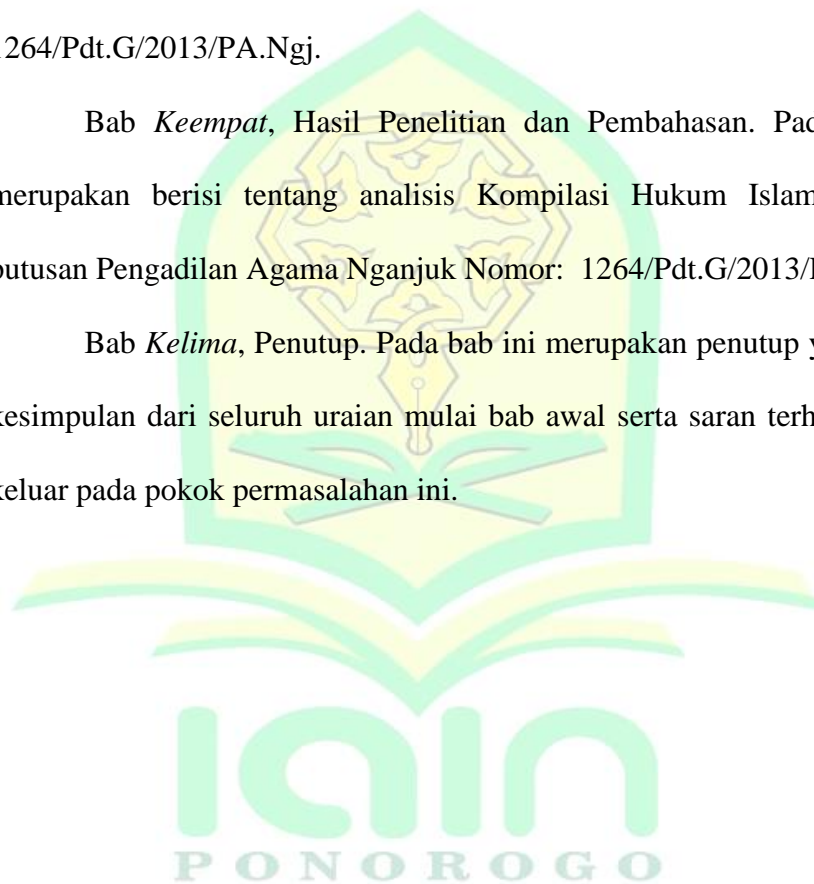 1264/Pdt.G/2013/PA.Ngj.
Bab Keempat, Hasil Penelitian dan Pembahasan.
merupakan berisi tentang analisis Kompilasi Hukum Islam
putusan Pengadilan Agama Nganjuk Nomor: 1264/Pdt.G/2013/
Bab Kelima, Penutup. Pada bab ini merupakan penutup
kesimpulan dari seluruh uraian mulai bab awal serta saran
keluar pada pokok permasalahan ini.
iain
PONOROGO